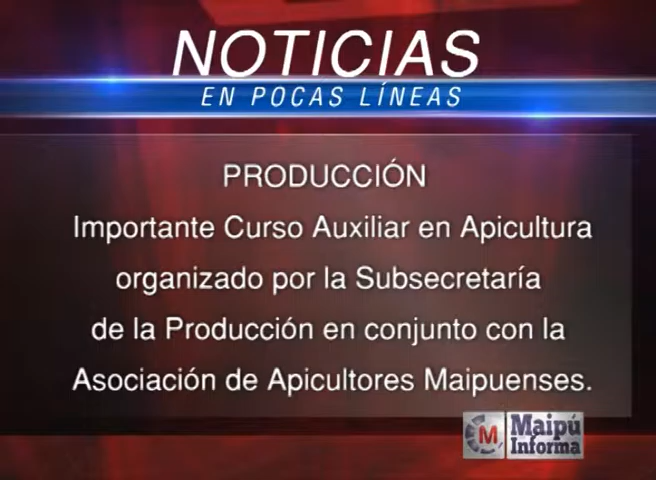 NOTICIAS
EN POCAS LÍNEAS
PRODUCCIÓN
Importante Curso Auxiliar en Apicultura
organizado por la Subsecretaría
de la Producción en conjunto con la
Asociación de Apicultores Maipuenses.
M Maipú
Informa